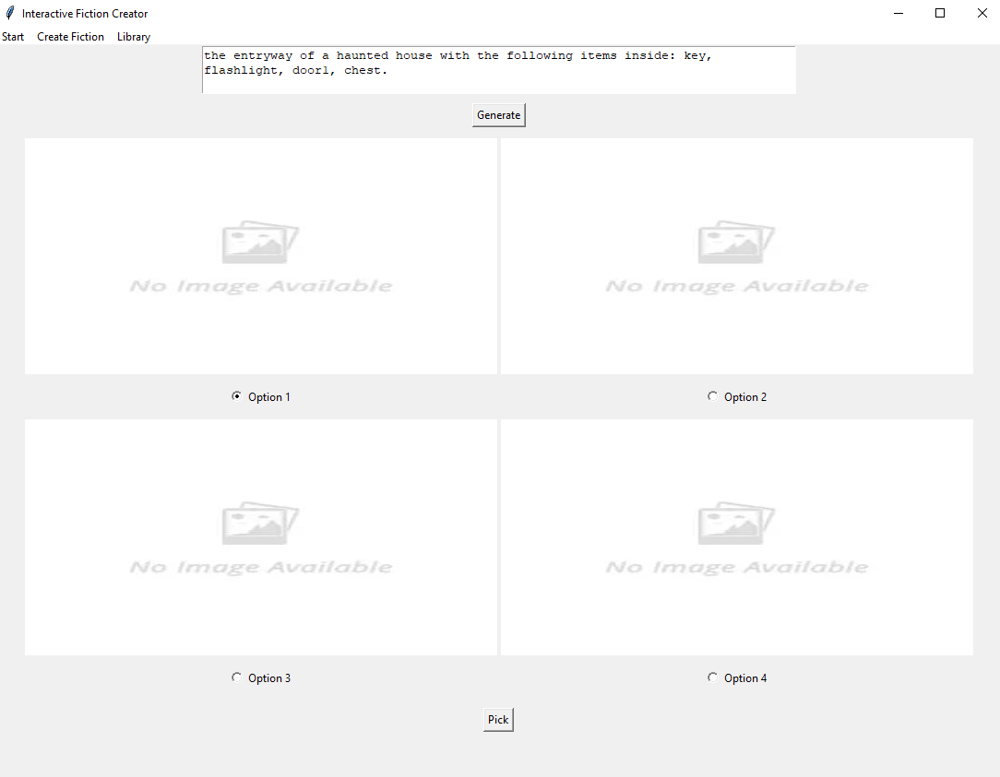 Interactive Fiction Creator
Start Create Fiction Library
the entryway of a haunted house with the following items inside: key,
flashlight, door1, chest.
Generate
No Image Available No Image Available
Option 1 Option 2
No Image Available No Image Available
Option 3 Option 4
Pick